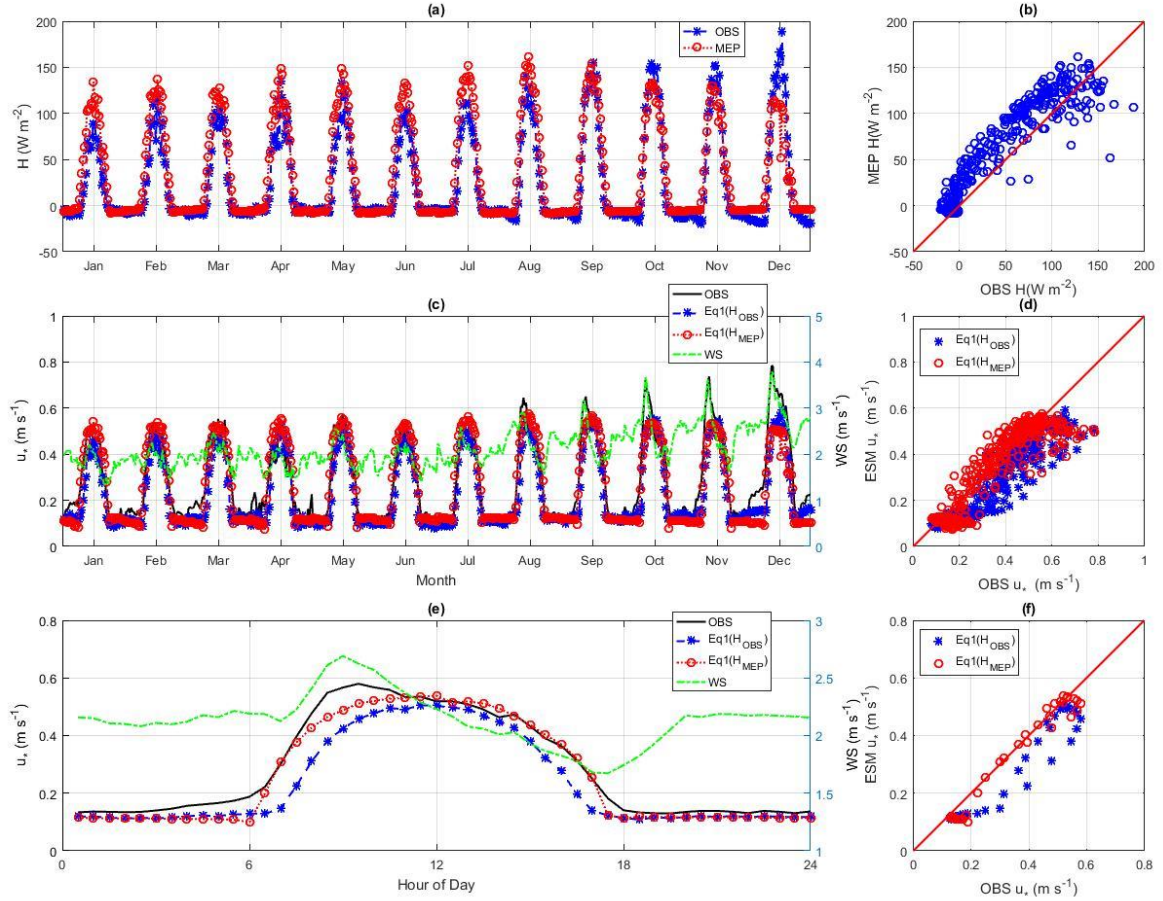 (a)
OBS
MEP
200
150
100
50
0
-50
H (W m⁻²)
Jan Feb Mar Apr May Jun Jul Aug Sep Oct Nov Dec
(b)
200
150
100
50
0
-50
MEP H(W m⁻²)
-50 0 50 100 150 200
OBS H(W m⁻²)
(c)
OBS
Eq1(H_OBS)
Eq1(H_MEP)
WS
1
0.8
0.6
0.4
0.2
0
u* (m s⁻¹)
5
4
3
2
1
0
WS (m s⁻¹)
Jan Feb Mar Apr May Jun Jul Aug Sep Oct Nov Dec
Month
(d)
Eq1(H_OBS)
Eq1(H_MEP)
1
0.8
0.6
0.4
0.2
0
ESM u* (m s⁻¹)
0 0.2 0.4 0.6 0.8 1
OBS u* (m s⁻¹)
(e)
OBS
Eq1(H_OBS)
Eq1(H_MEP)
WS
0.8
0.6
0.4
0.2
0
u* (m s⁻¹)
3
2.5
2
1.5
1
WS (m s⁻¹)
0 6 12 18 24
Hour of Day
(f)
Eq1(H_OBS)
Eq1(H_MEP)
0.8
0.6
0.4
0.2
0
ESM u* (m s⁻¹)
0 0.2 0.4 0.6 0.8
OBS u* (m s⁻¹)